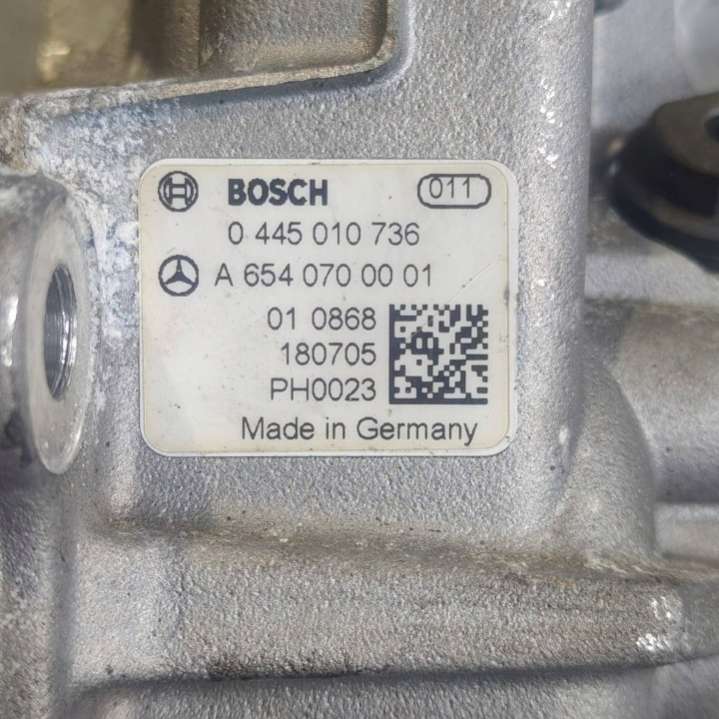 BOSCH 011
0 445 010 736
A 654 070 00 01
01 0868
180705
PH0023
Made in Germany